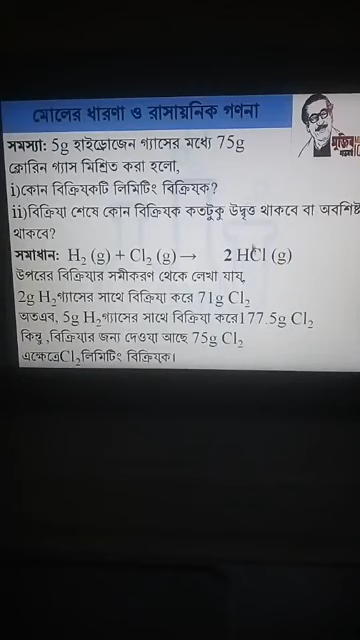 মোলের ধারণা ও রাসায়নিক গণনা
সমস্যা: 5g হাইড্রোজেন গ্যাসের মধ্যে 75g
ক্লোরিন গ্যাস মিশ্রিত করা হলো,
i)কোন বিক্রিয়কটি লিমিটিং বিক্রিয়ক?
ii)বিক্রিয়া শেষে কোন বিক্রিয়ক কতটুকু উদ্বৃত্ত থাকবে বা অবশিষ্ট
থাকবে?
সমাধান: H₂ (g) + Cl₂ (g) → 2 HCl (g)
উপরের বিক্রিয়ার সমীকরণ থেকে লেখা যায়,
2g H₂গ্যাসের সাথে বিক্রিয়া করে 71g Cl₂
অতএব, 5g H₂গ্যাসের সাথে বিক্রিয়া করে177.5g Cl₂
কিন্তু ,বিক্রিয়ার জন্য দেওয়া আছে 75g Cl₂
এক্ষেত্রেCl₂লিমিটিং বিক্রিয়ক।